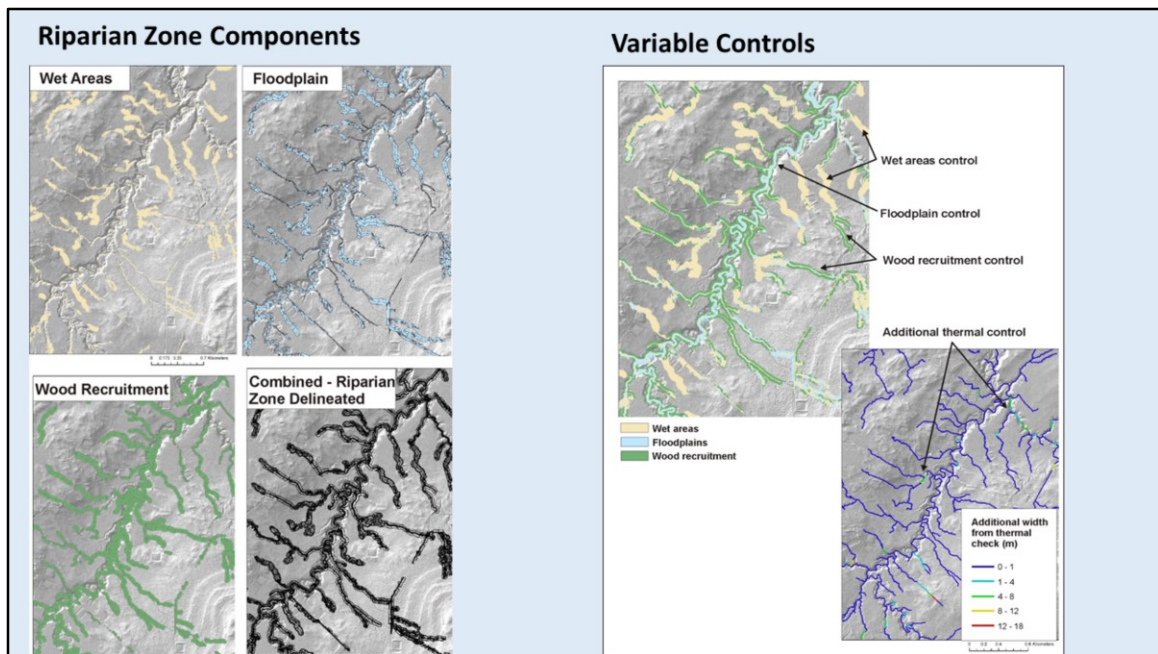 Riparian Zone Components
Wet Areas
Floodplain
Wood Recruitment
Combined - Riparian
Zone Delineated
Variable Controls
Wet areas control
Floodplain control
Wood recruitment control
Additional thermal control
Wet areas
Floodplains
Wood recruitment
Additional width
from thermal
check (m)
0 - 1
1 - 4
4 - 8
8 - 12
12 - 18